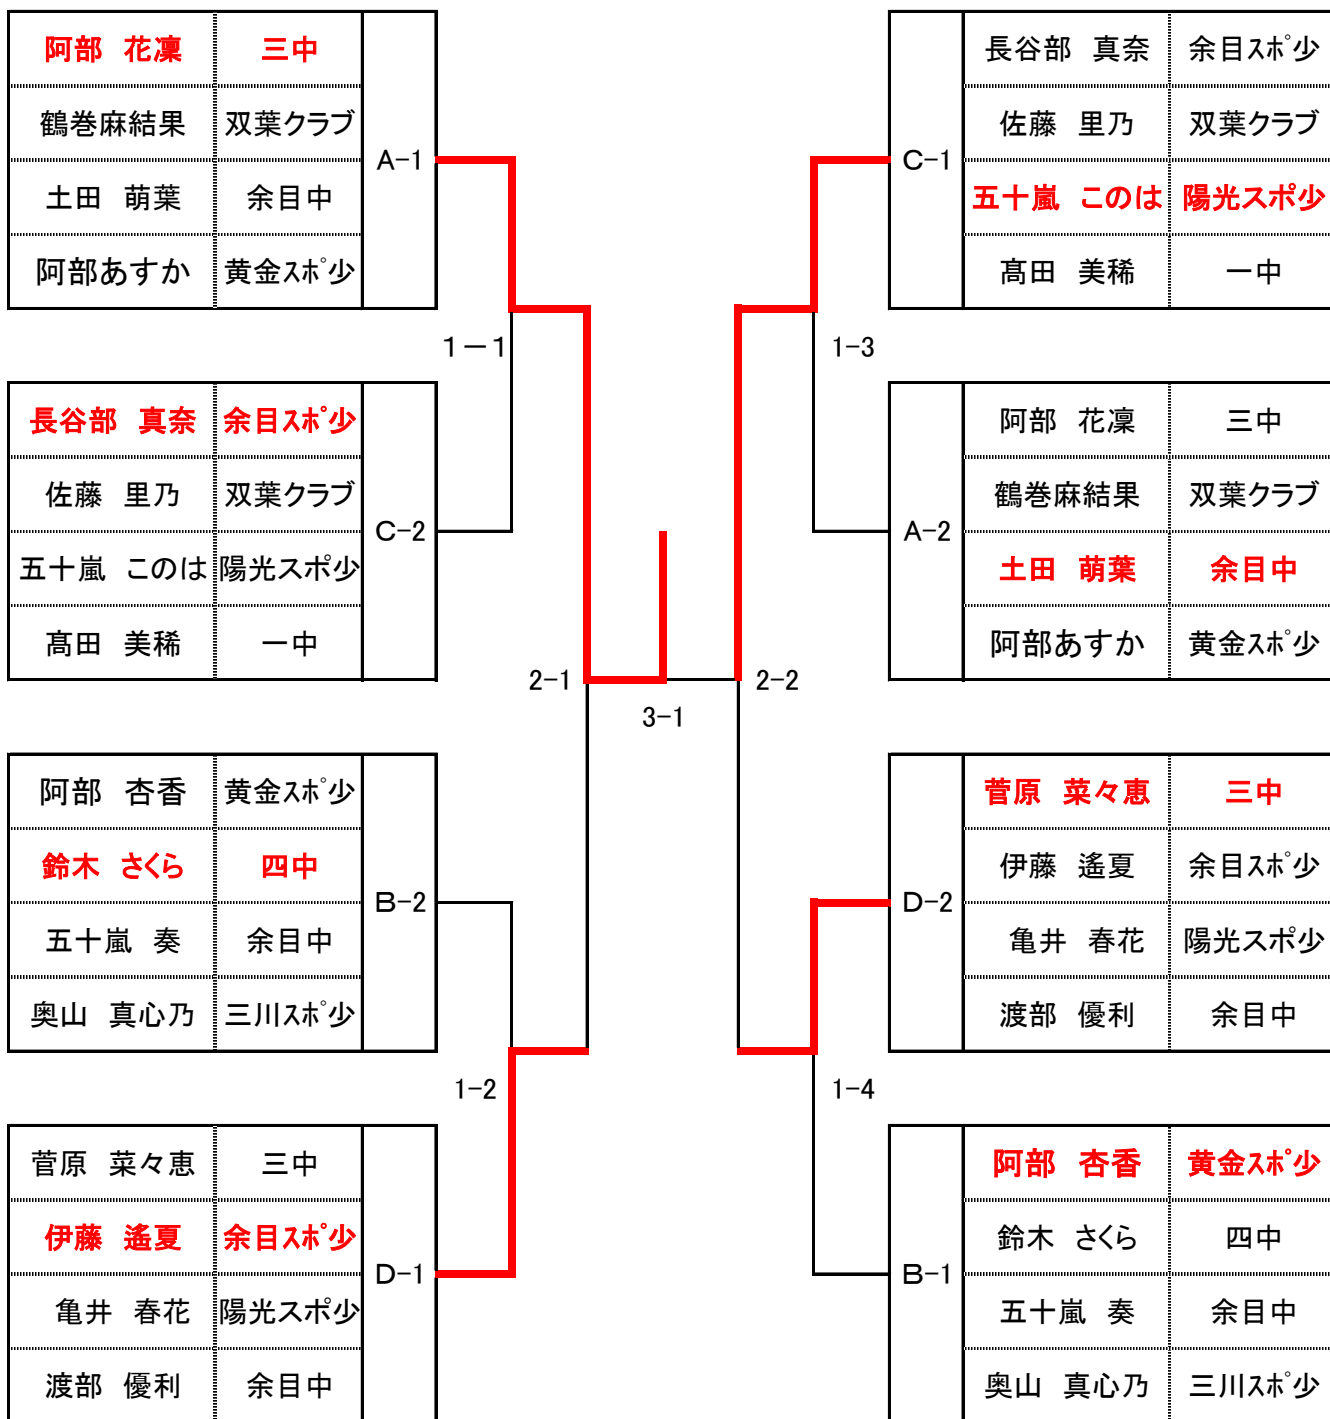 阿部 花凜 三中
鶴巻麻結果 双葉クラブ
A-1
土田 萌葉 余目中
阿部あすか 黄金ｽﾎﾟ少
1－1
長谷部 真奈 余目ｽﾎﾟ少
佐藤 里乃 双葉クラブ
C-2
五十嵐 このは 陽光スポ少
髙田 美稀 一中
2-1
3-1
阿部 杏香 黄金ｽﾎﾟ少
鈴木 さくら 四中
B-2
五十嵐 奏 余目中
奥山 真心乃 三川ｽﾎﾟ少
1-2
菅原 菜々恵 三中
伊藤 遙夏 余目ｽﾎﾟ少
D-1
亀井 春花 陽光スポ少
渡部 優利 余目中
長谷部 真奈 余目ｽﾎﾟ少
佐藤 里乃 双葉クラブ
C-1
五十嵐 このは 陽光スポ少
髙田 美稀 一中
1-3
阿部 花凜 三中
鶴巻麻結果 双葉クラブ
A-2
土田 萌葉 余目中
阿部あすか 黄金ｽﾎﾟ少
2-2
菅原 菜々恵 三中
伊藤 遙夏 余目ｽﾎﾟ少
D-2
亀井 春花 陽光スポ少
渡部 優利 余目中
1-4
阿部 杏香 黄金ｽﾎﾟ少
鈴木 さくら 四中
B-1
五十嵐 奏 余目中
奥山 真心乃 三川ｽﾎﾟ少